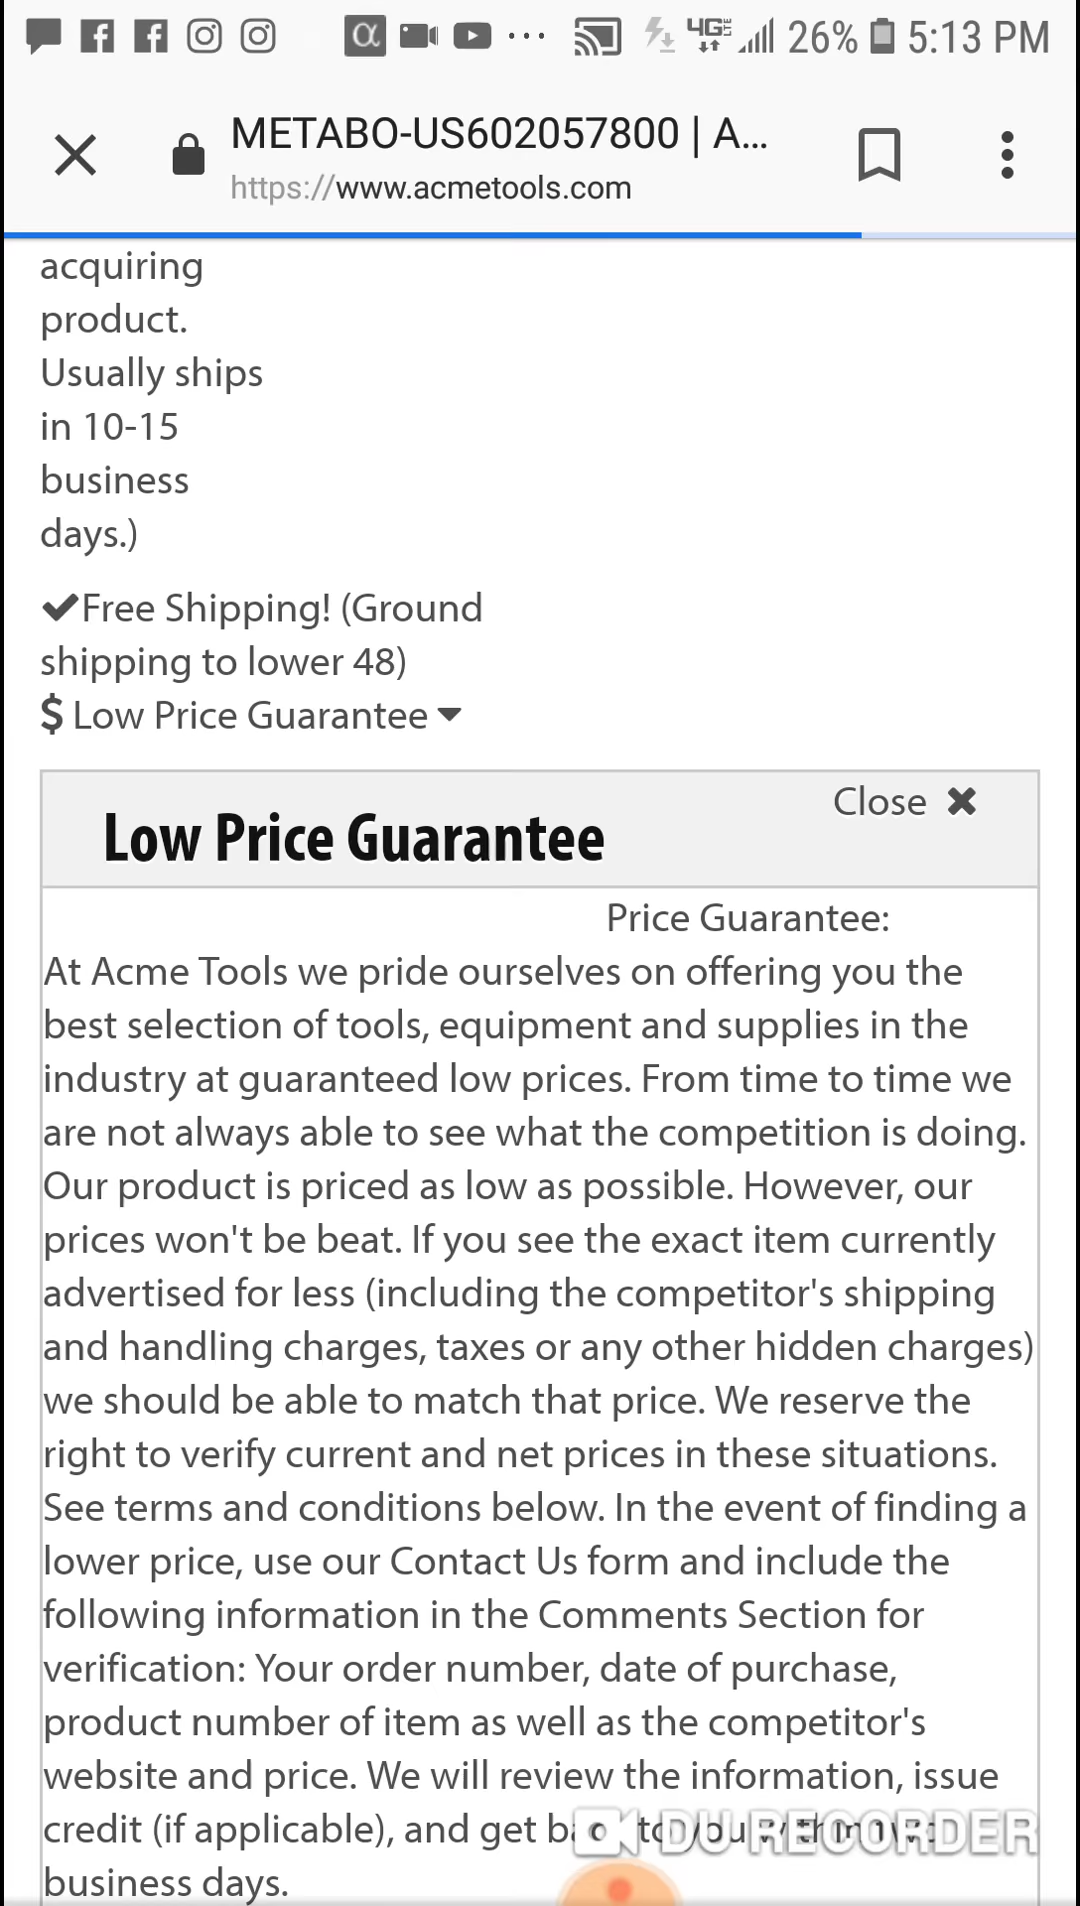 26% 5:13 PM
METABO-US602057800 | A...
https://www.acmetools.com
acquiring
product.
Usually ships
in 10-15
business
days.)
✔Free Shipping! (Ground
shipping to lower 48)
$ Low Price Guarantee
Close ✖
Low Price Guarantee
Price Guarantee:
At Acme Tools we pride ourselves on offering you the
best selection of tools, equipment and supplies in the
industry at guaranteed low prices. From time to time we
are not always able to see what the competition is doing.
Our product is priced as low as possible. However, our
prices won't be beat. If you see the exact item currently
advertised for less (including the competitor's shipping
and handling charges, taxes or any other hidden charges)
we should be able to match that price. We reserve the
right to verify current and net prices in these situations.
See terms and conditions below. In the event of finding a
lower price, use our Contact Us form and include the
following information in the Comments Section for
verification: Your order number, date of purchase,
product number of item as well as the competitor's
website and price. We will review the information, issue
credit (if applicable), and get back to you within two
DU RECORDER
business days.